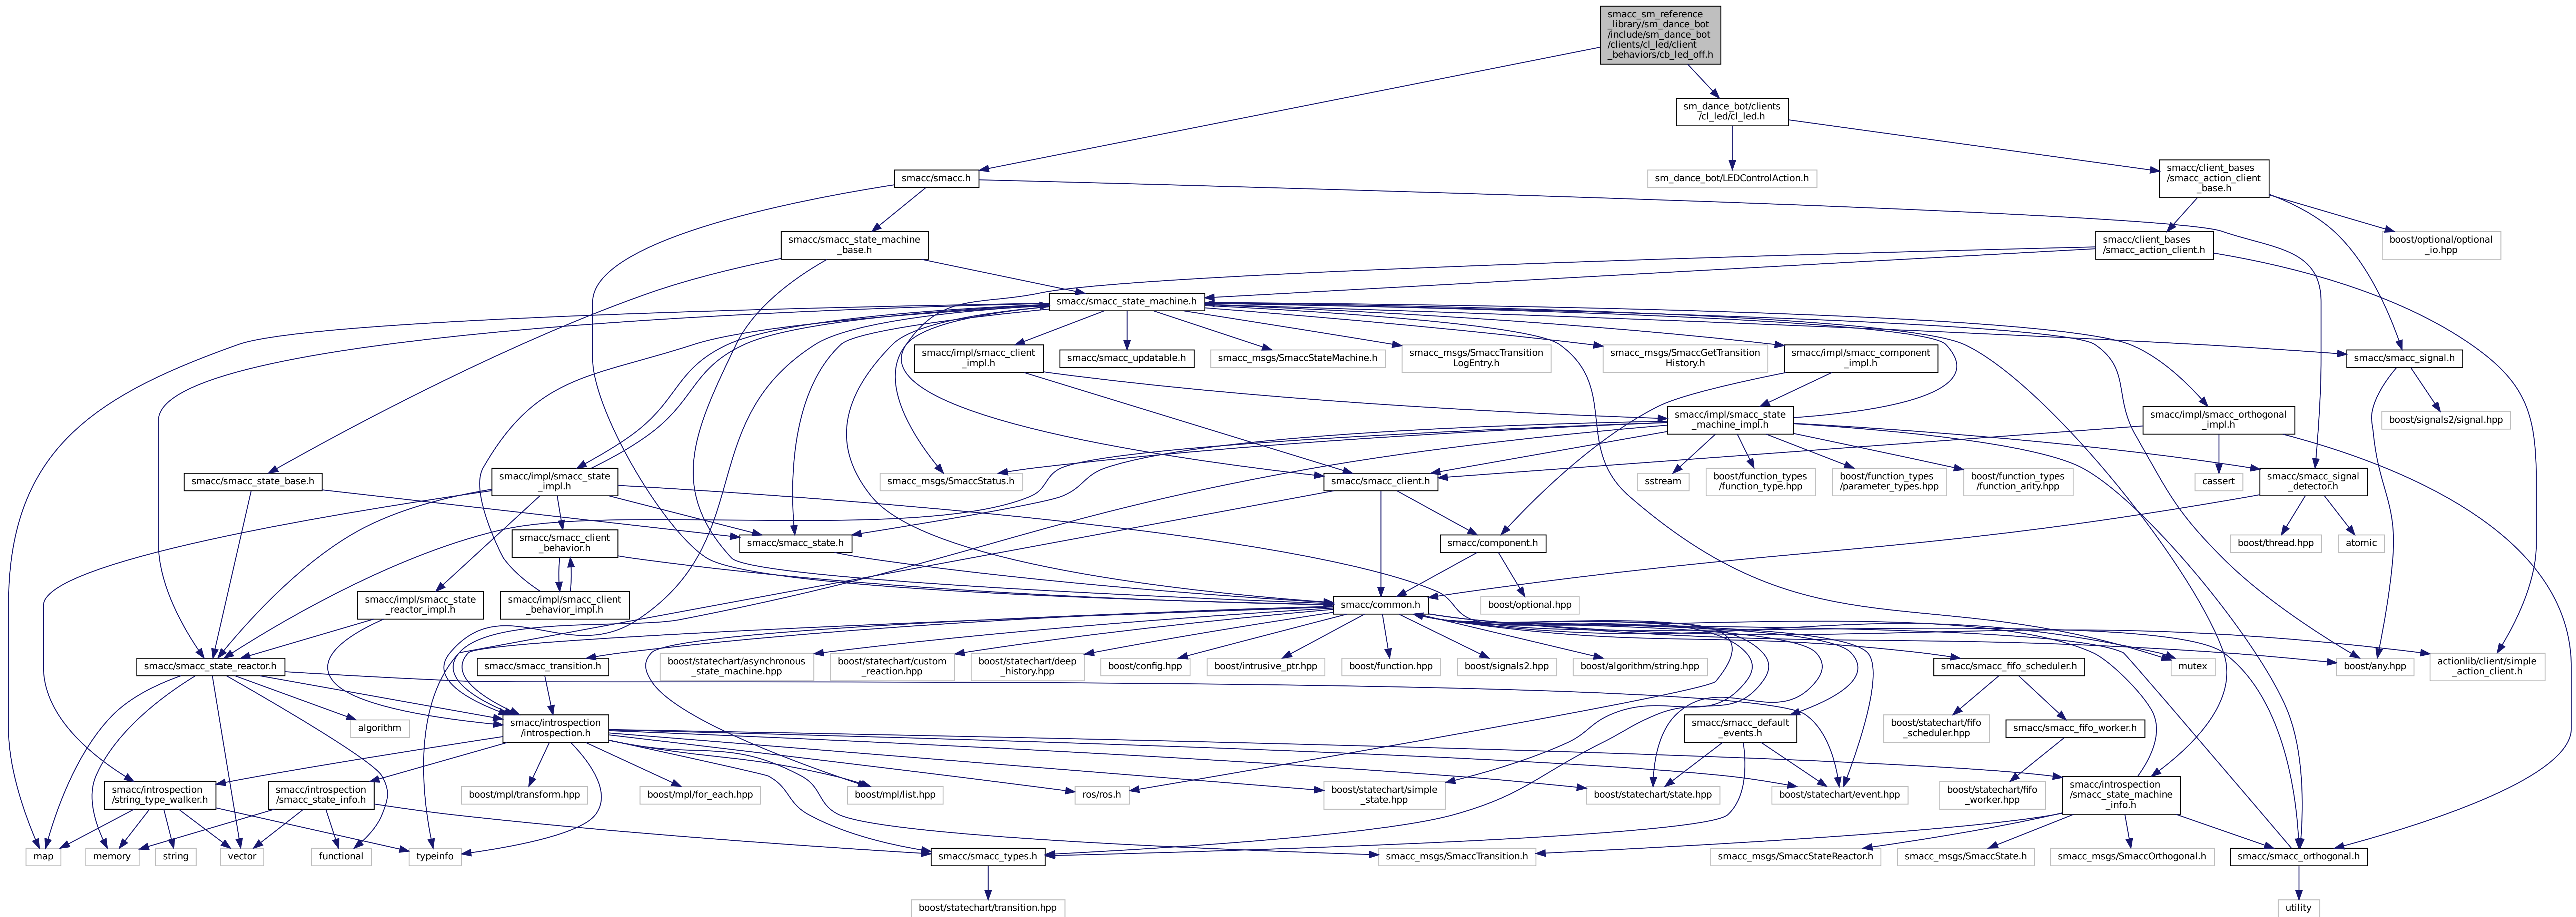 smacc_sm_reference
_library/sm_dance_bot
/include/sm_dance_bot
/clients/cl_led/client
_behaviors/cb_led_off.h
sm_dance_bot/clients
/cl_led/cl_led.h
smacc/smacc.h
sm_dance_bot/LEDControlAction.h
smacc/client_bases
/smacc_action_client
_base.h
smacc/smacc_state_machine
_base.h
smacc/client_bases
/smacc_action_client.h
boost/optional/optional
_io.hpp
smacc/smacc_state_machine.h
smacc/impl/smacc_client
_impl.h
smacc/smacc_updatable.h
smacc_msgs/SmaccStateMachine.h
smacc_msgs/SmaccTransition
LogEntry.h
smacc_msgs/SmaccGetTransition
History.h
smacc/impl/smacc_component
_impl.h
smacc/smacc_signal.h
smacc/impl/smacc_state
_machine_impl.h
smacc/impl/smacc_orthogonal
_impl.h
boost/signals2/signal.hpp
smacc/smacc_state_base.h
smacc/impl/smacc_state
_impl.h
smacc_msgs/SmaccStatus.h
smacc/smacc_client.h
sstream
boost/function_types
/function_type.hpp
boost/function_types
/parameter_types.hpp
boost/function_types
/function_arity.hpp
cassert
smacc/smacc_signal
_detector.h
smacc/smacc_client
_behavior.h
smacc/smacc_state.h
smacc/component.h
boost/thread.hpp
atomic
smacc/impl/smacc_state
_reactor_impl.h
smacc/impl/smacc_client
_behavior_impl.h
smacc/common.h
boost/optional.hpp
smacc/smacc_state_reactor.h
smacc/smacc_transition.h
boost/statechart/asynchronous
_state_machine.hpp
boost/statechart/custom
_reaction.hpp
boost/statechart/deep
_history.hpp
boost/config.hpp
boost/intrusive_ptr.hpp
boost/function.hpp
boost/signals2.hpp
boost/algorithm/string.hpp
smacc/smacc_fifo_scheduler.h
mutex
boost/any.hpp
actionlib/client/simple
_action_client.h
algorithm
smacc/introspection
/introspection.h
smacc/smacc_default
_events.h
boost/statechart/fifo
_scheduler.hpp
smacc/smacc_fifo_worker.h
smacc/introspection
/string_type_walker.h
smacc/introspection
/smacc_state_info.h
boost/mpl/transform.hpp
boost/mpl/for_each.hpp
boost/mpl/list.hpp
ros/ros.h
boost/statechart/simple
_state.hpp
boost/statechart/state.hpp
boost/statechart/event.hpp
boost/statechart/fifo
_worker.hpp
smacc/introspection
/smacc_state_machine
_info.h
map
memory
string
vector
functional
typeinfo
smacc/smacc_types.h
smacc_msgs/SmaccTransition.h
smacc_msgs/SmaccStateReactor.h
smacc_msgs/SmaccState.h
smacc_msgs/SmaccOrthogonal.h
smacc/smacc_orthogonal.h
boost/statechart/transition.hpp
utility